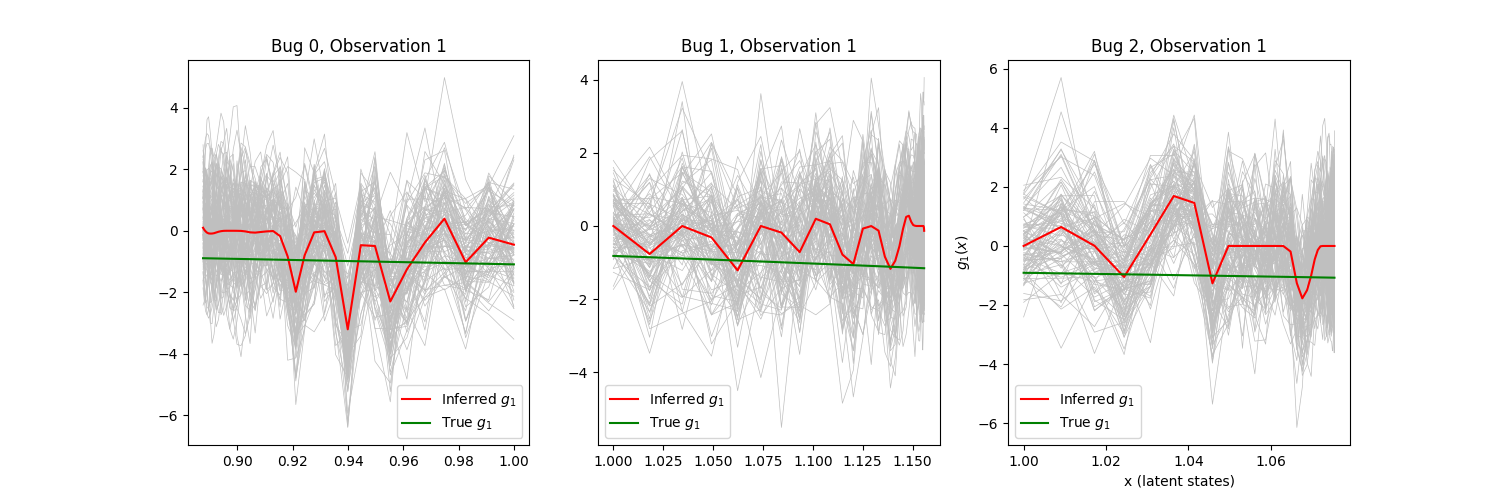 Bug 0, Observation 1
4
2
0
−2
−4
−6
0.90 0.92 0.94 0.96 0.98 1.00
Inferred g₁
True g₁
Bug 1, Observation 1
4
2
0
−2
−4
1.000 1.025 1.050 1.075 1.100 1.125 1.150
Inferred g₁
True g₁
Bug 2, Observation 1
g₁(x)
6
4
2
0
−2
−4
−6
1.00 1.02 1.04 1.06
x (latent states)
Inferred g₁
True g₁